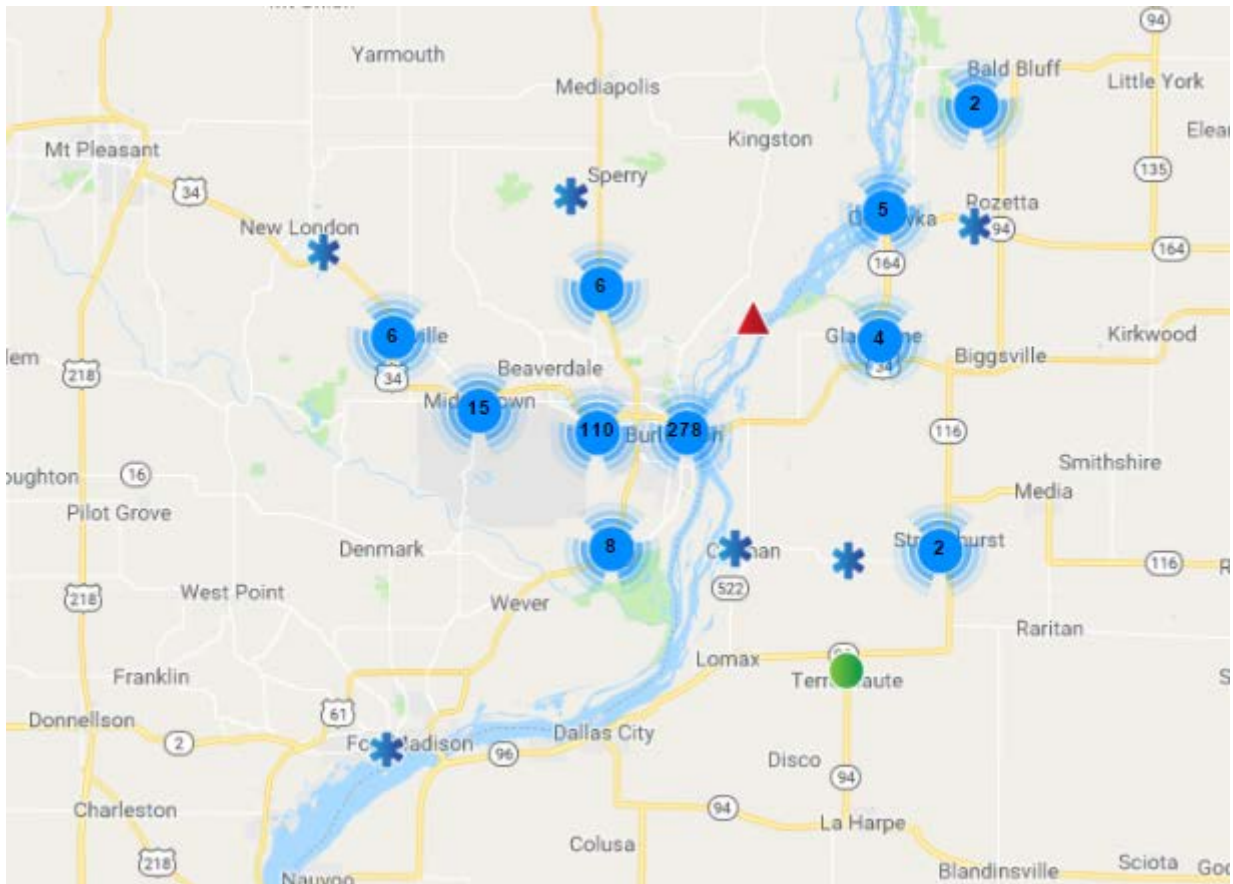 94
Yarmouth
Bald Bluff
Little York
Mediapolis
2
Kingston
Mt Pleasant
135
34
Sperry
5
Rozetta
New London
94
164
164
6
6
4
Kirkwood
Biggsville
Beaverdale
218
34
34
15
110
278
116
16
Smithshire
Media
Pilot Grove
Denmark
8
2
116
522
218
West Point
Wever
Raritan
Lomax
Franklin
61
Donnellson
2
Dallas City
96
Disco
94
Charleston
94
La Harpe
218
Colusa
Blandinsville
Sciota
Nauvoo